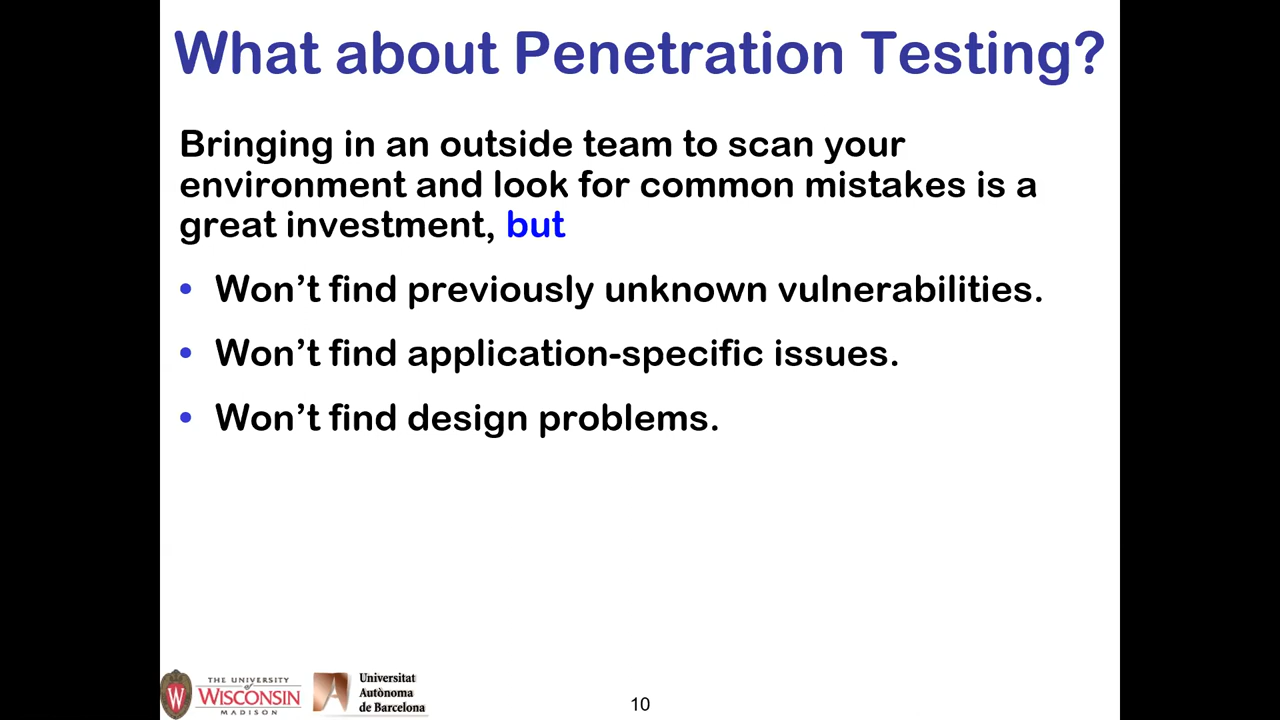 What about Penetration Testing?
Bringing in an outside team to scan your
environment and look for common mistakes is a
great investment, but
• Won’t find previously unknown vulnerabilities.
• Won’t find application-specific issues.
• Won’t find design problems.
THE UNIVERSITY
of
WISCONSIN
MADISON
Universitat
Autònoma
de Barcelona
10